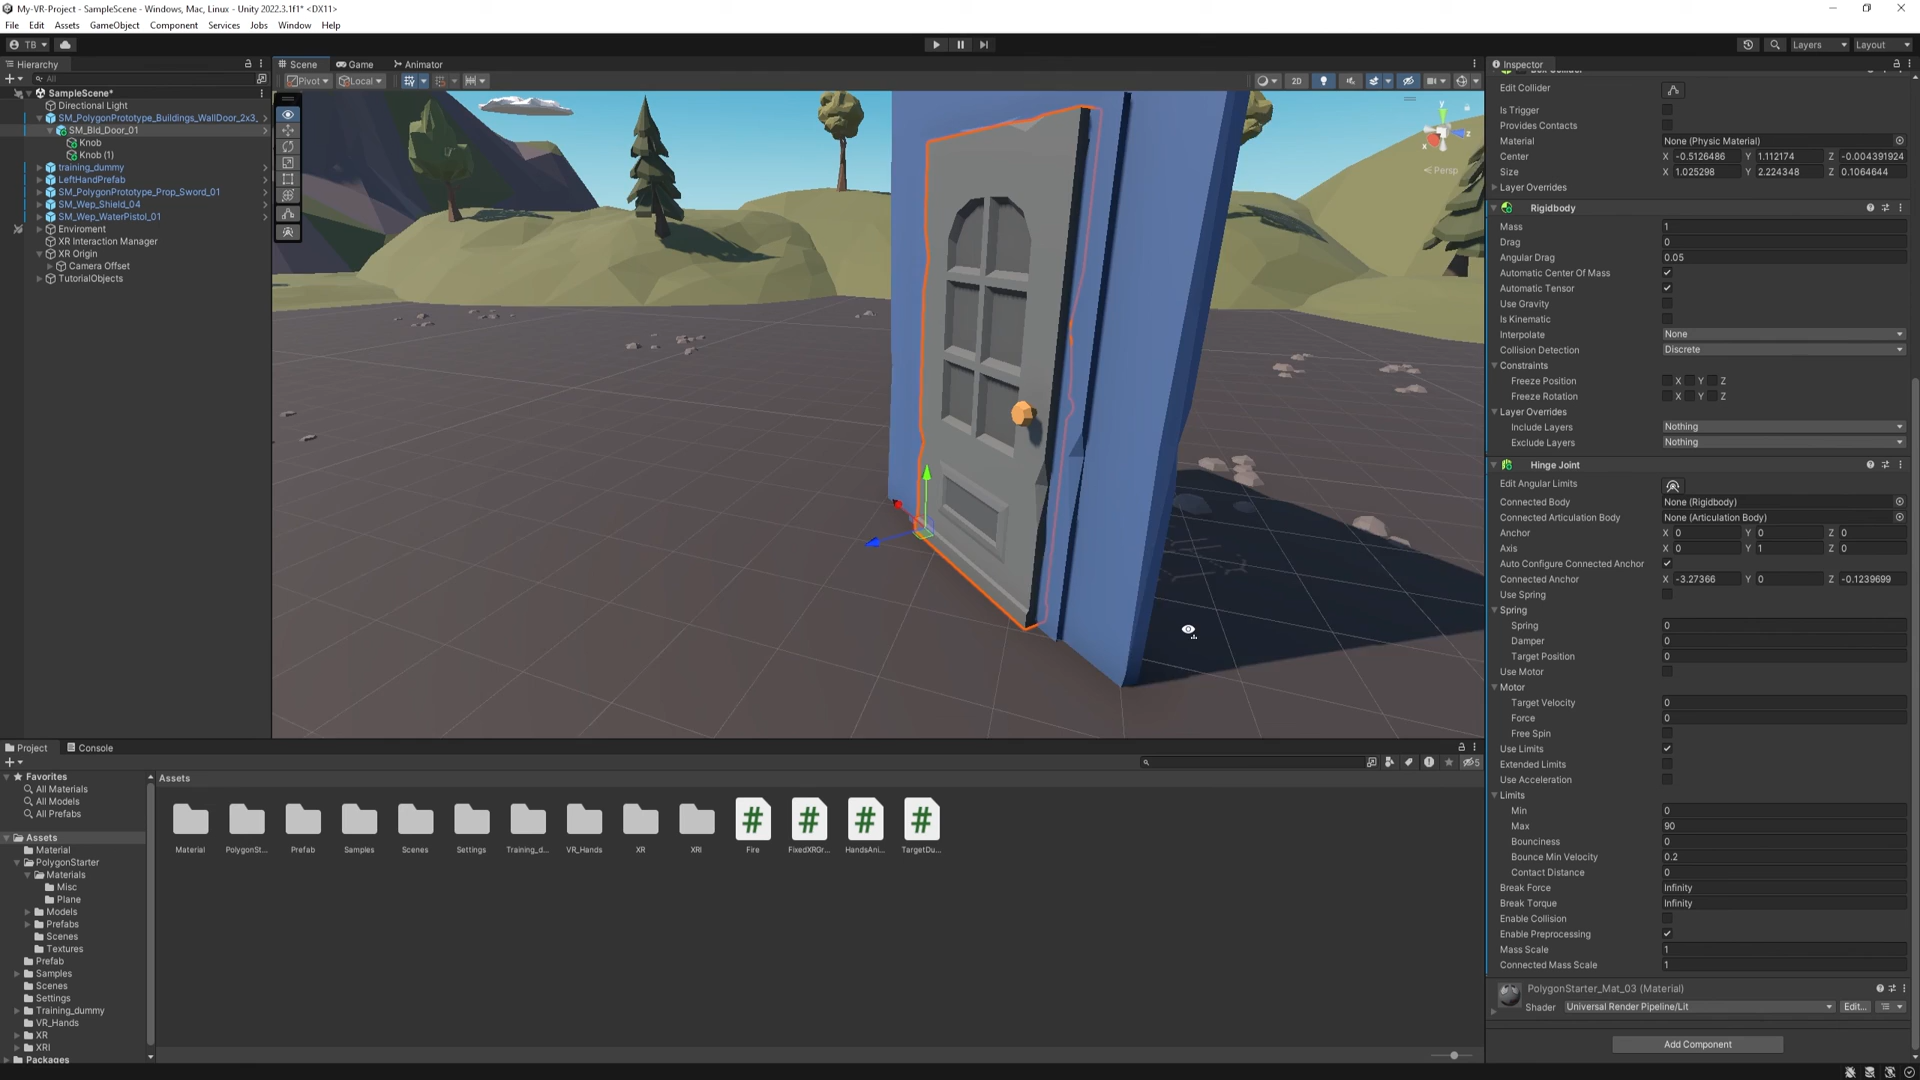 My-VR-Project - SampleScene - Windows, Mac, Linux - Unity 2022.3.1f1* <DX11>
File Edit Assets GameObject Component Services Jobs Window Help
TB Layers Layout
Hierarchy
All
SampleScene*
Directional Light
SM_PolygonPrototype_Buildings_WallDoor_2x3_
SM_Bld_Door_01
Knob
Knob (1)
training_dummy
LeftHandPrefab
SM_PolygonPrototype_Prop_Sword_01
SM_Wep_Shield_04
SM_Wep_WaterPistol_01
Enviroment
XR Interaction Manager
XR Origin
Camera Offset
TutorialObjects
Scene Game Animator
Pivot Local 2D
y
x z
Persp
Inspector
Edit Collider
Is Trigger
Provides Contacts
Material None (Physic Material)
Center X -0.5126486 Y 1.112174 Z -0.004391924
Size X 1.025298 Y 2.224348 Z 0.1064644
Layer Overrides
Rigidbody
Mass 1
Drag 0
Angular Drag 0.05
Automatic Center Of Mass
Automatic Tensor
Use Gravity
Is Kinematic
Interpolate None
Collision Detection Discrete
Constraints
Freeze Position X Y Z
Freeze Rotation X Y Z
Layer Overrides
Include Layers Nothing
Exclude Layers Nothing
Hinge Joint
Edit Angular Limits
Connected Body None (Rigidbody)
Connected Articulation Body None (Articulation Body)
Anchor X 0 Y 0 Z 0
Axis X 0 Y 1 Z 0
Auto Configure Connected Anchor
Connected Anchor X -3.27366 Y 0 Z -0.1239699
Use Spring
Spring
Spring 0
Damper 0
Target Position 0
Use Motor
Motor
Target Velocity 0
Force 0
Free Spin
Use Limits
Extended Limits
Use Acceleration
Limits
Min 0
Max 90
Bounciness 0
Bounce Min Velocity 0.2
Contact Distance 0
Break Force Infinity
Break Torque Infinity
Enable Collision
Enable Preprocessing
Mass Scale 1
Connected Mass Scale 1
PolygonStarter_Mat_03 (Material)
Shader Universal Render Pipeline/Lit Edit...
Add Component
Project Console
5
Favorites
All Materials
All Models
All Prefabs
Assets
Material
PolygonStarter
Materials
Misc
Plane
Models
Prefabs
Scenes
Textures
Prefab
Samples
Scenes
Settings
Training_dummy
VR_Hands
XR
XRI
Packages
Assets
Material PolygonSt... Prefab Samples Scenes Settings Training_d... VR_Hands XR XRI Fire FixedXRGr... HandsAni... TargetDu...